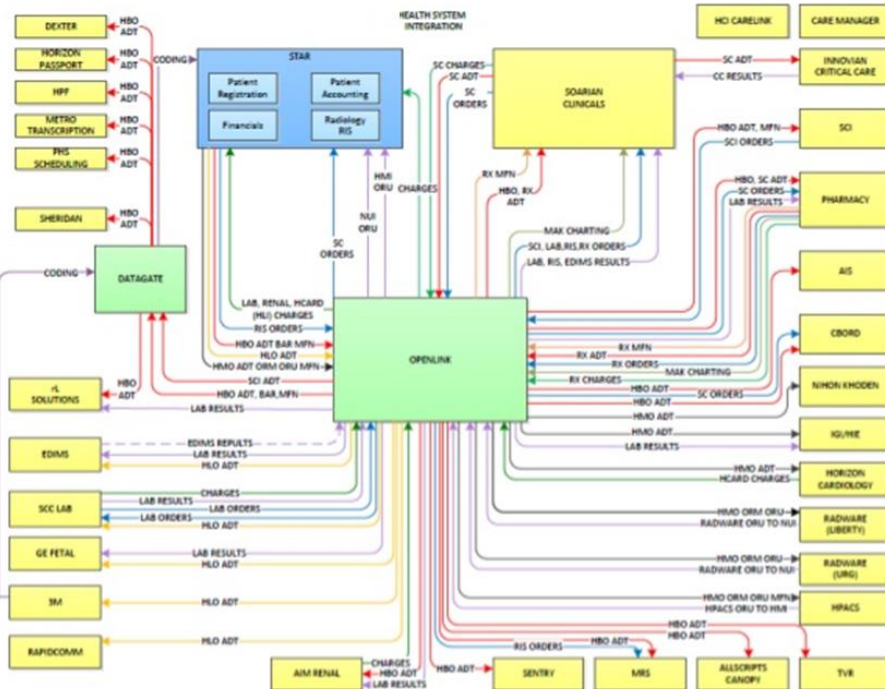 HEALTH SYSTEM
INTEGRATION
HCI CARELINK
CARE MANAGER
DEXTER
HBO
ADT
HORIZON
PASSPORT
HBO
ADT
HPF
HBO
ADT
METRO
TRANSCRIPTION
HBO
ADT
PHS
SCHEDULING
HBO
ADT
SHERIDAN
HBO
ADT
CODING
CODING
DATAGATE
STAR
Patient
Registration
Patient
Accounting
Financials
Radiology
RIS
SC CHARGES
SC ADT
SC
ORDERS
SOARIAN
CLINICALS
SC ADT
CC RESULTS
INNOVIAN
CRITICAL CARE
HBO ADT, MFN
SCI ORDERS
SCI
HBO, SC ADT
SC ORDERS
LAB RESULTS
PHARMACY
AIS
CBORD
NIHON KHODEN
IGI/HIE
HORIZON
CARDIOLOGY
RADWARE
(LIBERTY)
RADWARE
(URG)
HPACS
TVR
HMI
ORU
CHARGES
NUI
ORU
SC
ORDERS
RX MFN
HBO, RX
ADT
MAK CHARTING
SCI, LAB,RIS,RX ORDERS
LAB, RIS, EDIMS RESULTS
LAB, RENAL, HCARD
(HLI) CHARGES
RIS ORDERS
HBO ADT BAR MFN
HLO ADT
HMO ADT ORM ORU MFN
SCI ADT
HBO ADT, BAR,MFN
LAB RESULTS
OPENLINK
RX MFN
RX ADT
RX ORDERS
MAK CHARTING
RX CHARGES
HBO ADT
SC ORDERS
HBO ADT
HMO ADT
HMO ADT
LAB RESULTS
HMO ADT
HCARD CHARGES
HMO ORM ORU
RADWARE ORU TO NUI
HMO ORM ORU
RADWARE ORU TO NUI
HMO ORM ORU MFN
HPACS ORU TO HMI
HBO ADT
HBO ADT
HBO ADT
RIS ORDERS
rL
SOLUTIONS
HBO
ADT
EDIMS
EDIMS REPULTS
LAB RESULTS
HLO ADT
SCC LAB
CHARGES
LAB RESULTS
LAB ORDERS
LAB ORDERS
HLO ADT
GE FETAL
LAB RESULTS
HLO ADT
3M
HLO ADT
RAPIDCOMM
HLO ADT
AIM RENAL
CHARGES
HBO ADT
LAB RESULTS
HBO ADT
SENTRY
MRS
ALLSCRIPTS
CANOPY